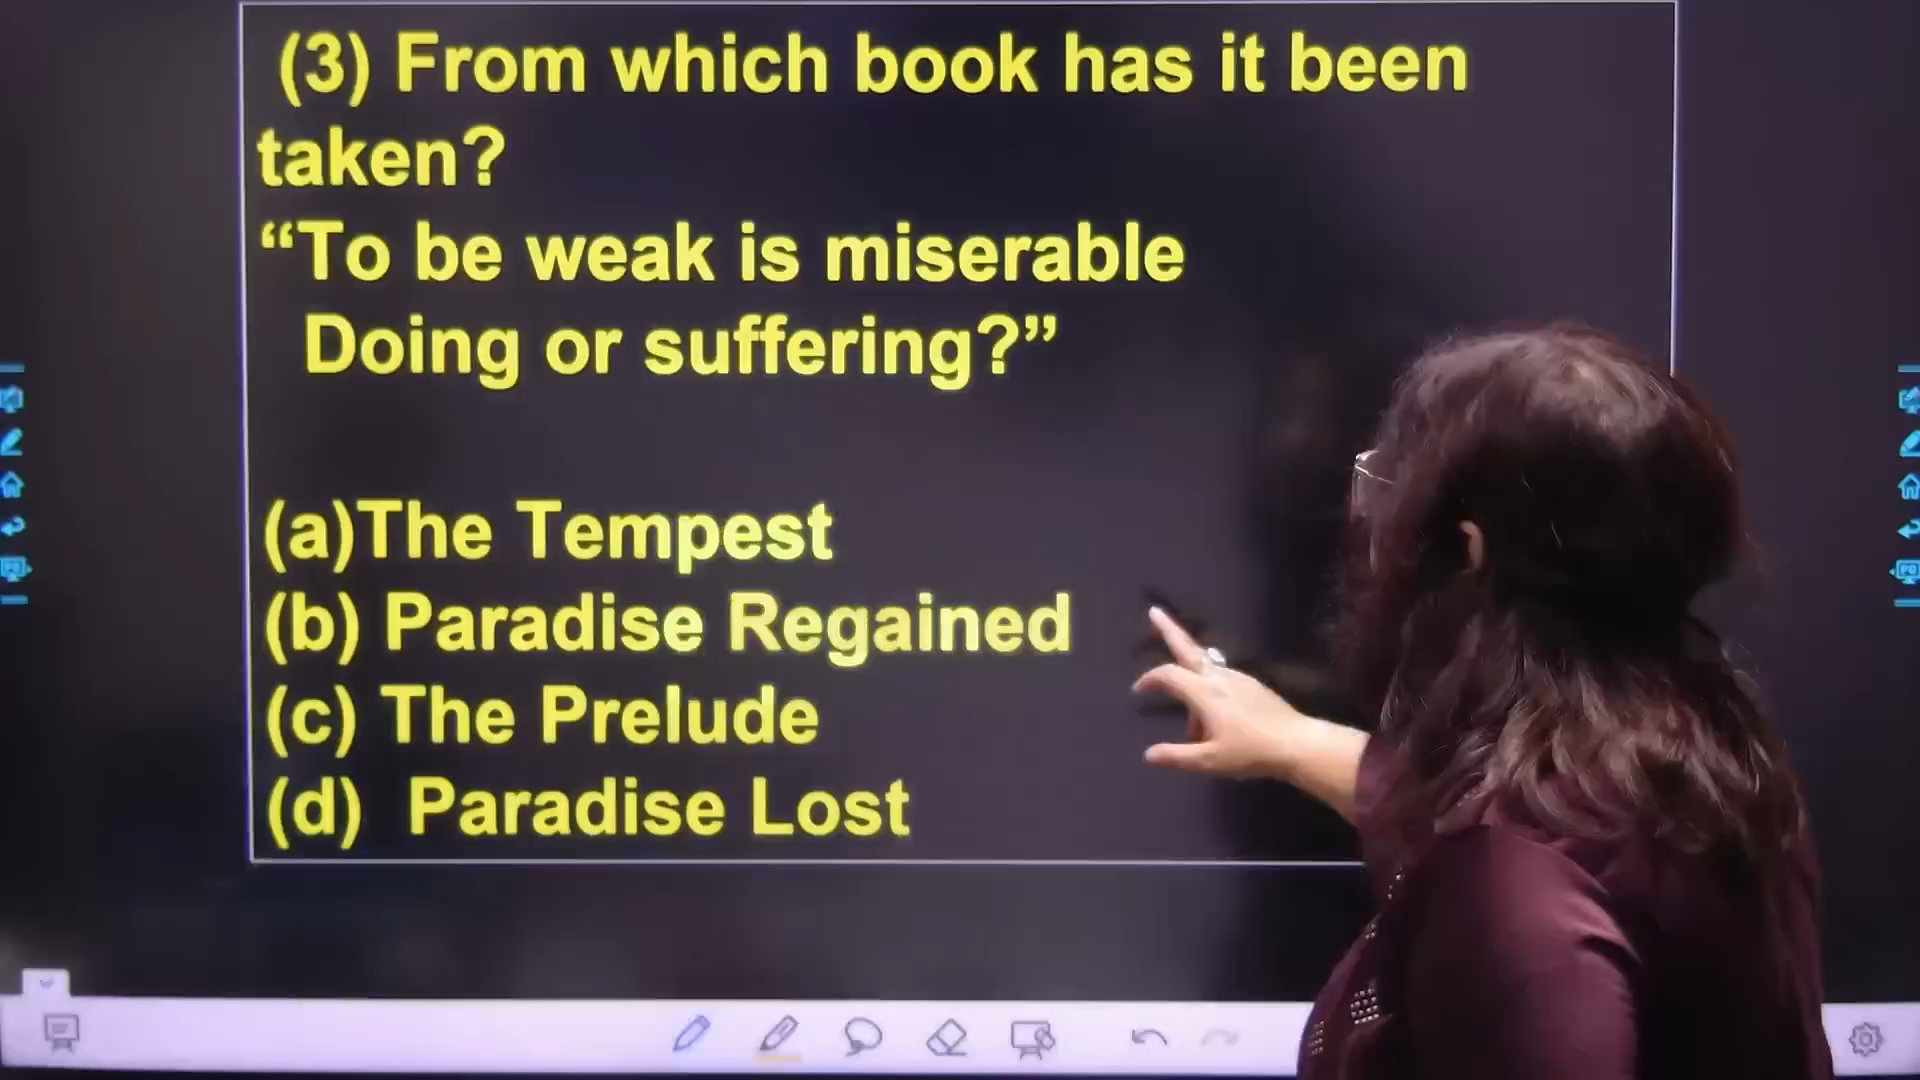 (3) From which book has it been
taken?
“To be weak is miserable
Doing or suffering?”
(a)The Tempest
(b) Paradise Regained
(c) The Prelude
(d) Paradise Lost